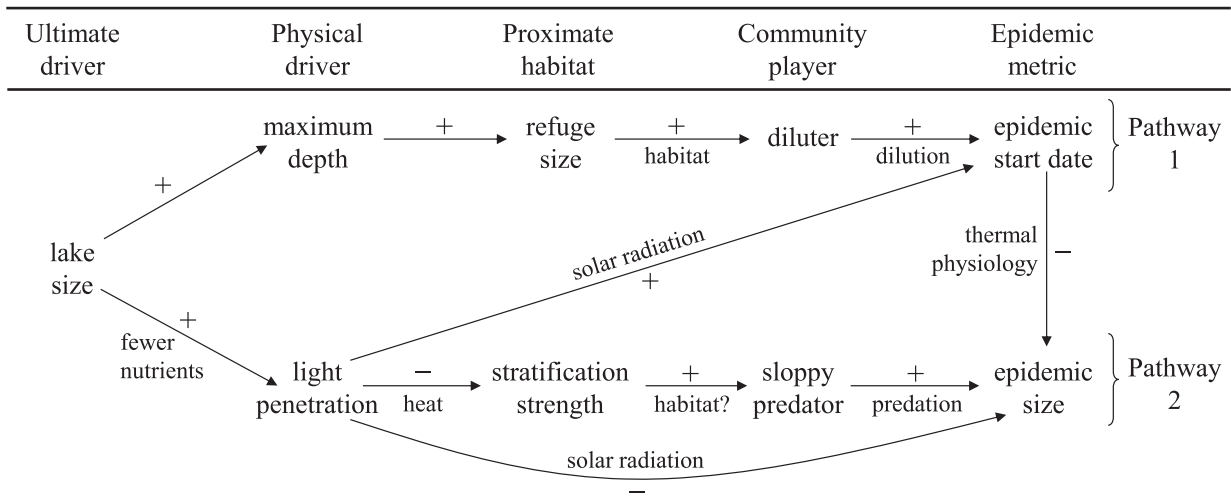 Ultimate driver
Physical driver
Proximate habitat
Community player
Epidemic metric
maximum depth
+
refuge size
+
habitat
diluter
+
dilution
epidemic start date
Pathway 1
+
lake size
solar radiation
+
thermal physiology
–
+
fewer nutrients
light penetration
–
heat
stratification strength
+
habitat?
sloppy predator
+
predation
epidemic size
Pathway 2
solar radiation
–